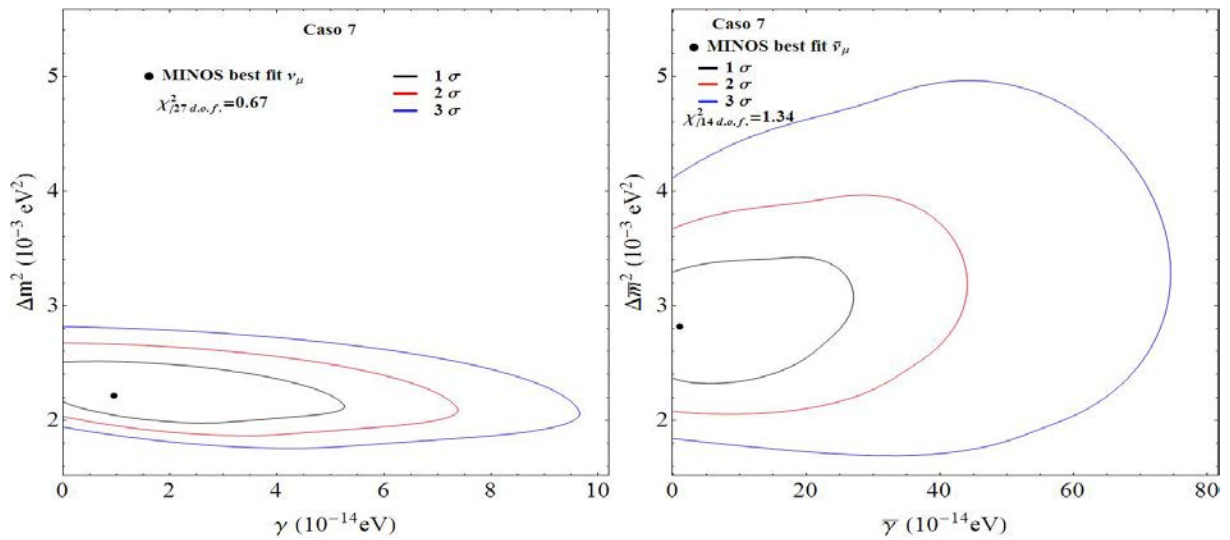 Caso 7
MINOS best fit νμ
χ²/27 d.o.f.=0.67
1 σ
2 σ
3 σ
5
4
3
2
Δm² (10⁻³ eV²)
0 2 4 6 8 10
γ (10⁻¹⁴eV)
Caso 7
MINOS best fit ν̄μ
1 σ
2 σ
3 σ
χ²/14 d.o.f.=1.34
5
4
3
2
Δm̄² (10⁻³ eV²)
0 20 40 60 80
γ̄ (10⁻¹⁴eV)